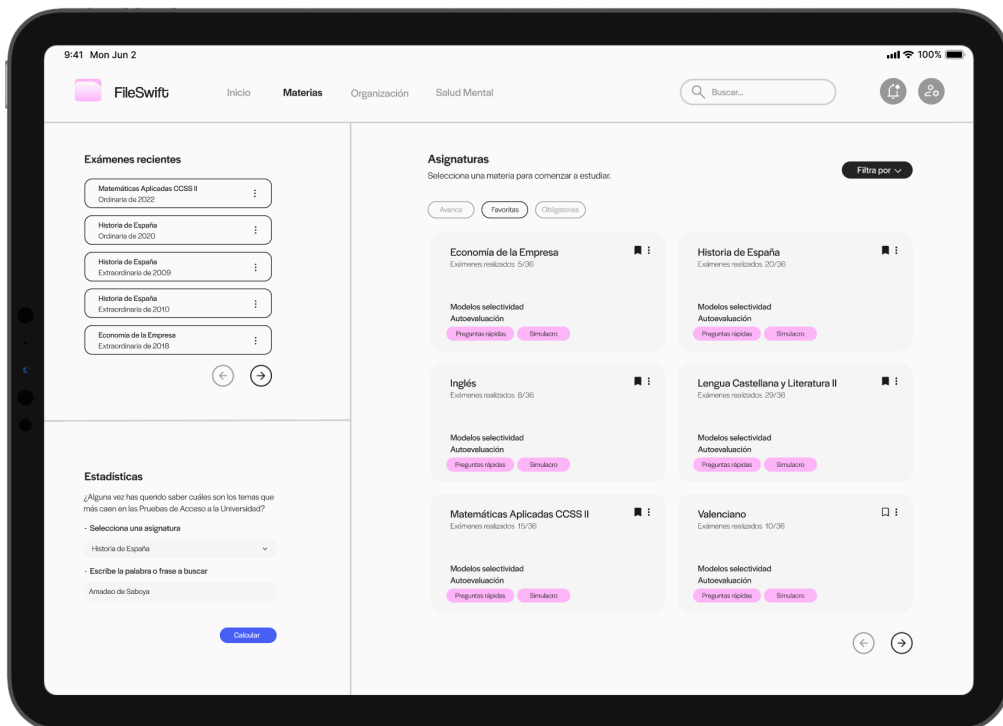 9:41 Mon Jun 2
100%
FileSwift
Inicio
Materias
Organización
Salud Mental
Buscar...
Exámenes recientes
Matemáticas Aplicadas CCSS II
Ordinaria de 2022
Historia de España
Ordinaria de 2020
Historia de España
Extraordinaria de 2009
Historia de España
Extraordinaria de 2010
Economía de la Empresa
Extraordinaria de 2018
Estadísticas
¿Alguna vez has querido saber cuáles son los temas que
más caen en las Pruebas de Acceso a la Universidad?
- Selecciona una asignatura
Historia de España
- Escribe la palabra o frase a buscar
Amadeo de Saboya
Calcular
Asignaturas
Selecciona una materia para comenzar a estudiar.
Filtra por
Avance
Favoritas
Obligatorias
Economía de la Empresa
Exámenes realizados 5/36
Modelos selectividad
Autoevaluación
Preguntas rápidas
Simulacro
Historia de España
Exámenes realizados 20/36
Modelos selectividad
Autoevaluación
Preguntas rápidas
Simulacro
Inglés
Exámenes realizados 8/36
Modelos selectividad
Autoevaluación
Preguntas rápidas
Simulacro
Lengua Castellana y Literatura II
Exámenes realizados 29/36
Modelos selectividad
Autoevaluación
Preguntas rápidas
Simulacro
Matemáticas Aplicadas CCSS II
Exámenes realizados 15/36
Modelos selectividad
Autoevaluación
Preguntas rápidas
Simulacro
Valenciano
Exámenes realizados 10/36
Modelos selectividad
Autoevaluación
Preguntas rápidas
Simulacro